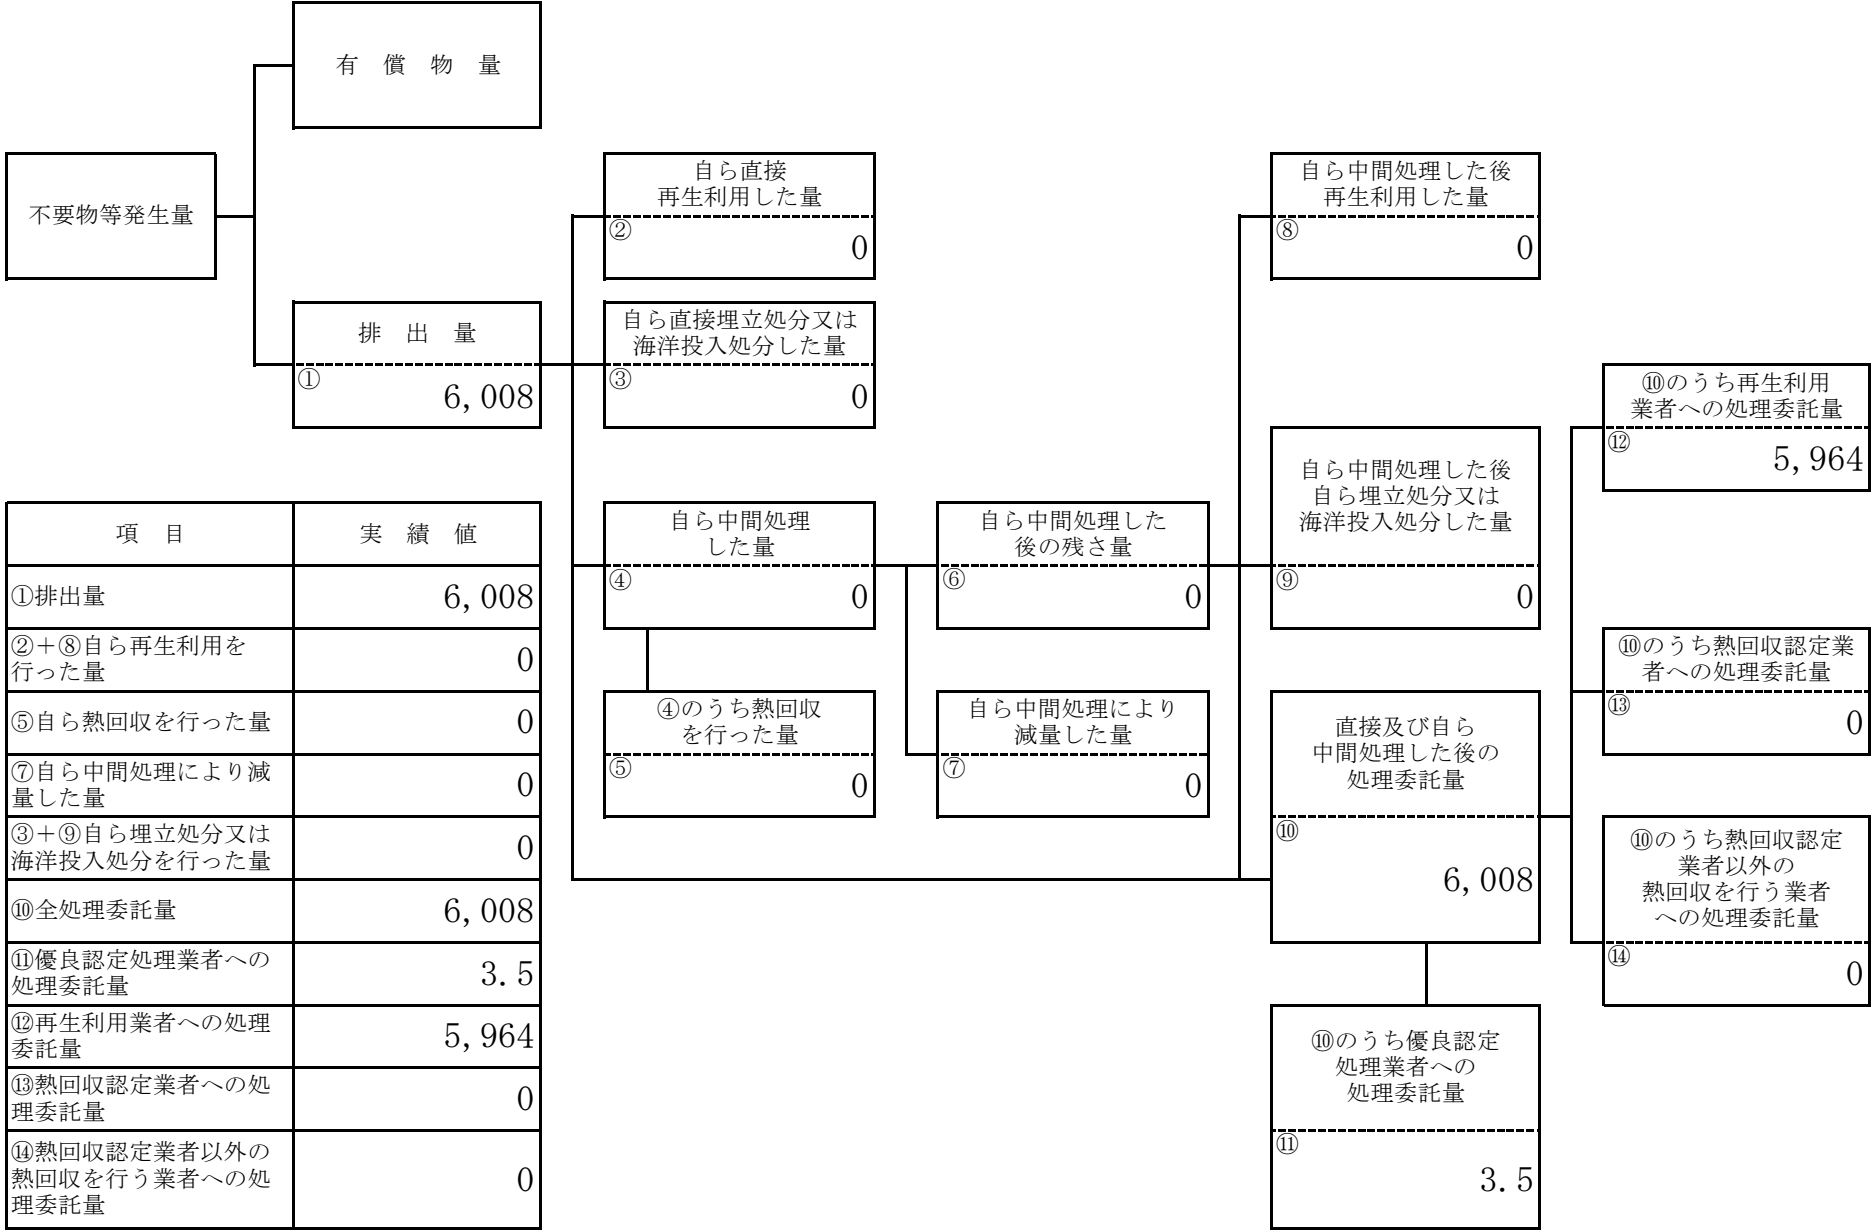 有 償 物 量
不要物等発生量
自ら直接
再生利用した量
②
0
自ら中間処理した後
再生利用した量
⑧
0
排 出 量
①
6,008
自ら直接埋立処分又は
海洋投入処分した量
③
0
⑩のうち再生利用
業者への処理委託量
⑫
5,964
自ら中間処理
した量
④
0
自ら中間処理した
後の残さ量
⑥
0
自ら中間処理した後
自ら埋立処分又は
海洋投入処分した量
⑨
0
⑩のうち熱回収認定業
者への処理委託量
⑬
0
④のうち熱回収
を行った量
⑤
0
自ら中間処理により
減量した量
⑦
0
直接及び自ら
中間処理した後の
処理委託量
⑩
6,008
⑩のうち熱回収認定
業者以外の
熱回収を行う業者
への処理委託量
⑭
0
⑩のうち優良認定
処理業者への
処理委託量
⑪
3.5
項 目
実 績 値
①排出量
6,008
②＋⑧自ら再生利用を
行った量
0
⑤自ら熱回収を行った量
0
⑦自ら中間処理により減
量した量
0
③＋⑨自ら埋立処分又は
海洋投入処分を行った量
0
⑩全処理委託量
6,008
⑪優良認定処理業者への
処理委託量
3.5
⑫再生利用業者への処理
委託量
5,964
⑬熱回収認定業者への処
理委託量
0
⑭熱回収認定業者以外の
熱回収を行う業者への処
理委託量
0